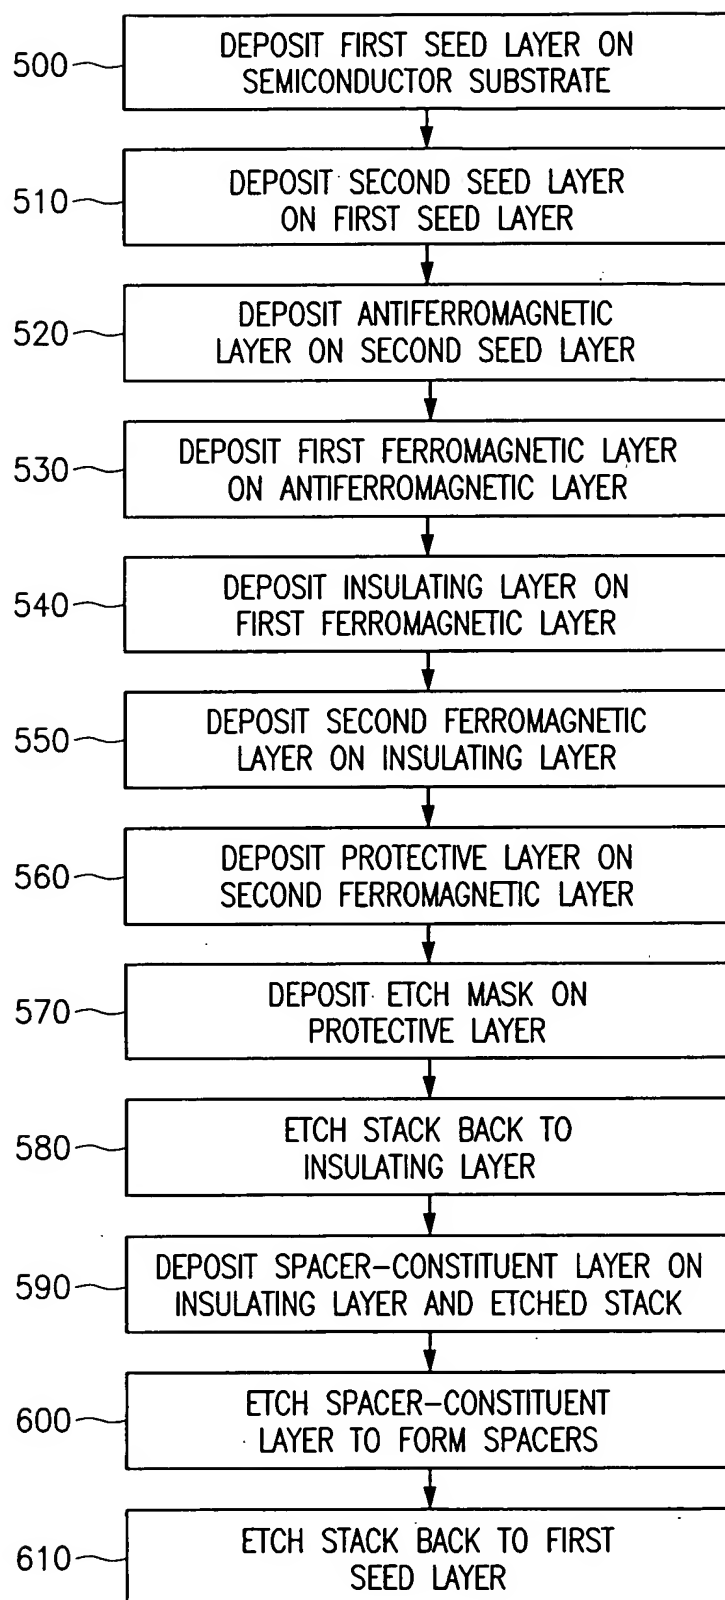 500
DEPOSIT FIRST SEED LAYER ON
SEMICONDUCTOR SUBSTRATE
510
DEPOSIT SECOND SEED LAYER
ON FIRST SEED LAYER
520
DEPOSIT ANTIFERROMAGNETIC
LAYER ON SECOND SEED LAYER
530
DEPOSIT FIRST FERROMAGNETIC LAYER
ON ANTIFERROMAGNETIC LAYER
540
DEPOSIT INSULATING LAYER ON
FIRST FERROMAGNETIC LAYER
550
DEPOSIT SECOND FERROMAGNETIC
LAYER ON INSULATING LAYER
560
DEPOSIT PROTECTIVE LAYER ON
SECOND FERROMAGNETIC LAYER
570
DEPOSIT ETCH MASK ON
PROTECTIVE LAYER
580
ETCH STACK BACK TO
INSULATING LAYER
590
DEPOSIT SPACER-CONSTITUENT LAYER ON
INSULATING LAYER AND ETCHED STACK
600
ETCH SPACER-CONSTITUENT
LAYER TO FORM SPACERS
610
ETCH STACK BACK TO FIRST
SEED LAYER